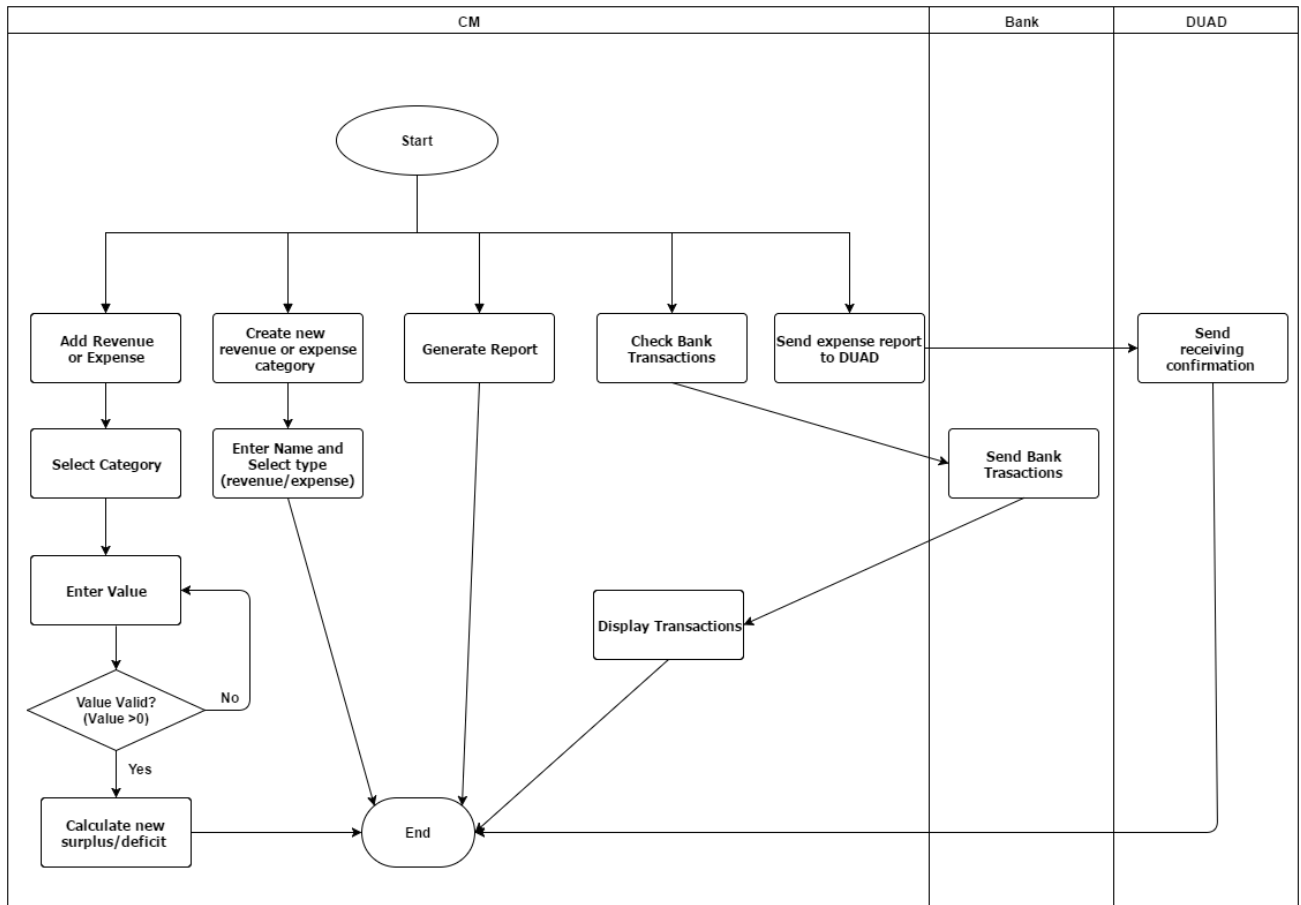 CM
Bank
DUAD
Start
Add Revenue
or Expense
Create new
revenue or expense
category
Generate Report
Check Bank
Transactions
Send expense report
to DUAD
Send
receiving
confirmation
Select Category
Enter Name and
Select type
(revenue/expense)
Send Bank
Trasactions
Enter Value
Display Transactions
Value Valid?
(Value >0)
No
Yes
Calculate new
surplus/deficit
End